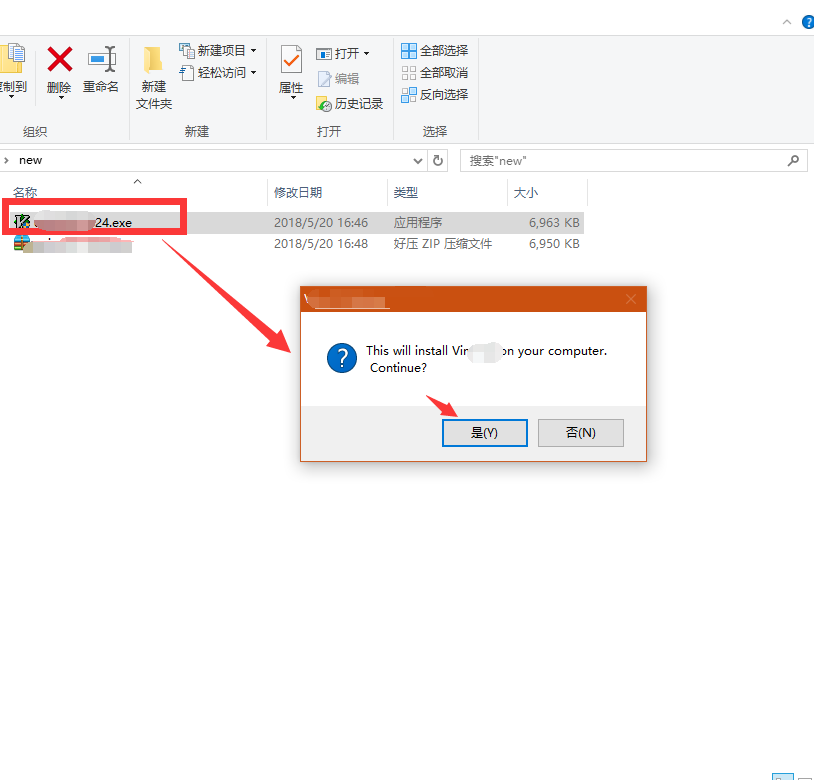 复制到
删除
重命名
新建
文件夹
新建项目
轻松访问
属性
打开
编辑
历史记录
全部选择
全部取消
反向选择
组织
新建
打开
选择
new
搜索"new"
名称
修改日期
类型
大小
24.exe
2018/5/20 16:46
应用程序
6,963 KB
2018/5/20 16:48
好压 ZIP 压缩文件
6,950 KB
This will install on your computer.
Continue?
是(Y)
否(N)